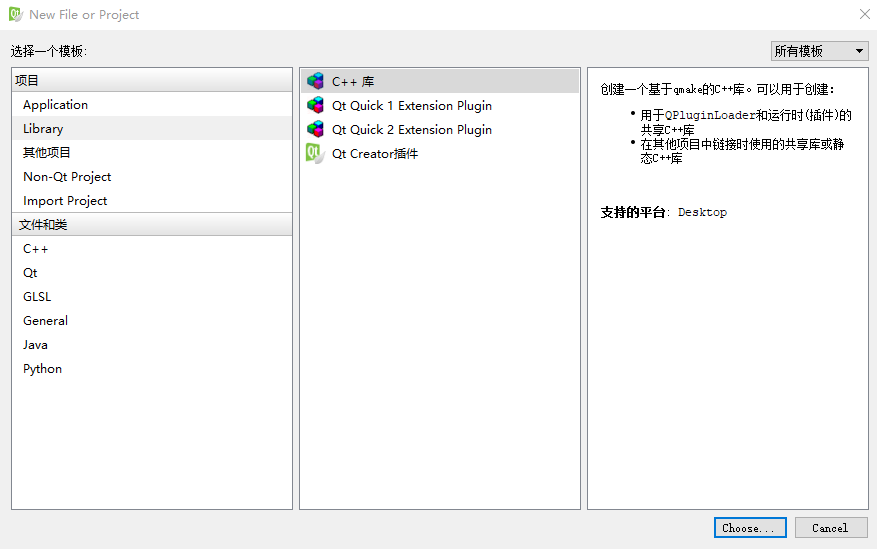 New File or Project
选择一个模板:
所有模板
项目
Application
Library
其他项目
Non-Qt Project
Import Project
文件和类
C++
Qt
GLSL
General
Java
Python
C++ 库
Qt Quick 1 Extension Plugin
Qt Quick 2 Extension Plugin
Qt Creator插件
创建一个基于qmake的C++库。可以用于创建:
• 用于QPluginLoader和运行时(插件)的
共享C++库
• 在其他项目中链接时使用的共享库或静
态C++库
支持的平台: Desktop
Choose...
Cancel